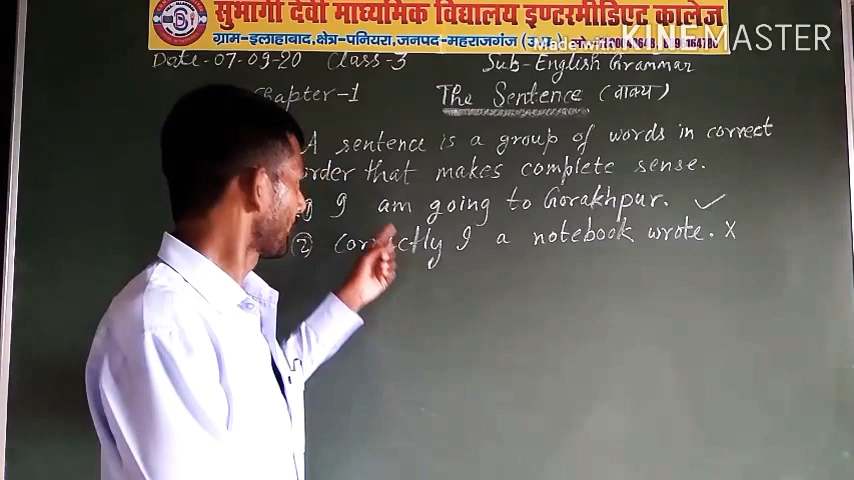 सुभागी देवी माध्यमिक विद्यालय इण्टरमीडिएट कालेज
ग्राम-इलाहाबाद, क्षेत्र-पनियरा, जनपद-महराजगंज (उ.प्र.)
Made with KINEMASTER
Date-07-09-20 Class-3 Sub-English Grammar
Chapter-1 The Sentence (वाक्य)
A sentence is a group of words in correct
order that makes complete sense.
I am going to Gorakhpur. ✓
(2) Correctly I a notebook wrote. X